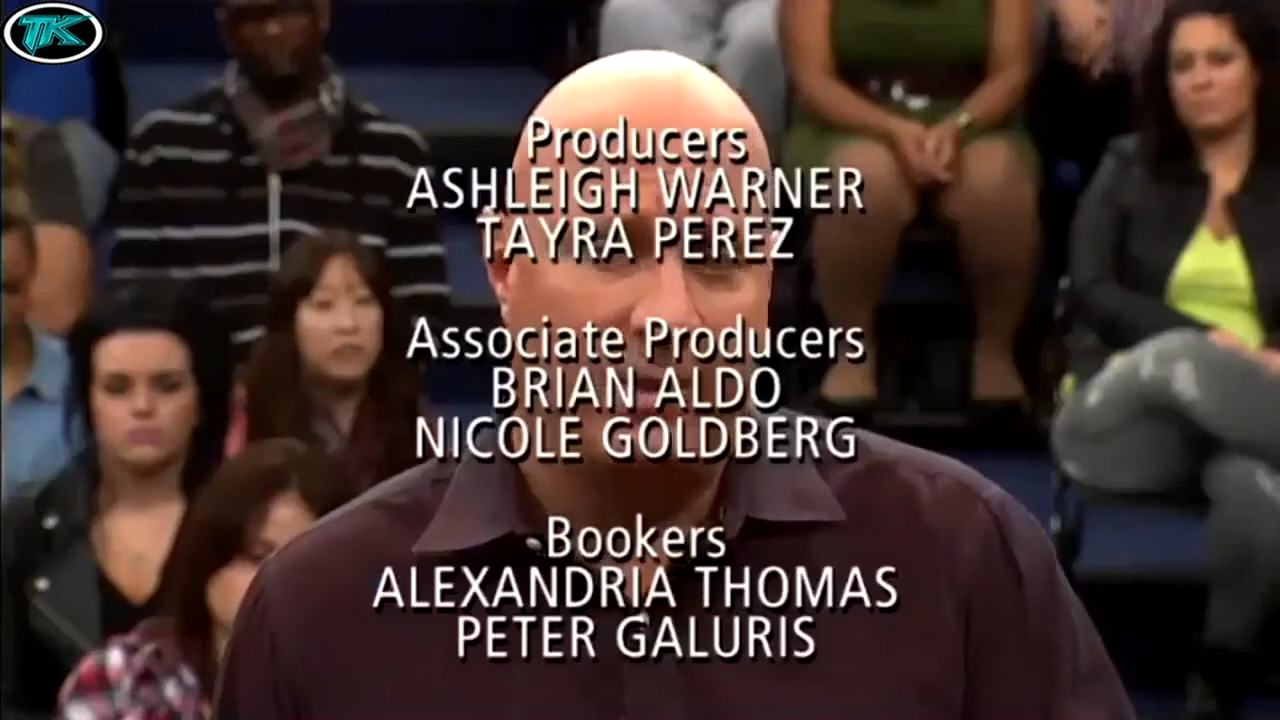 TK
Producers
ASHLEIGH WARNER
TAYRA PEREZ
Associate Producers
BRIAN ALDO
NICOLE GOLDBERG
Bookers
ALEXANDRIA THOMAS
PETER GALURIS